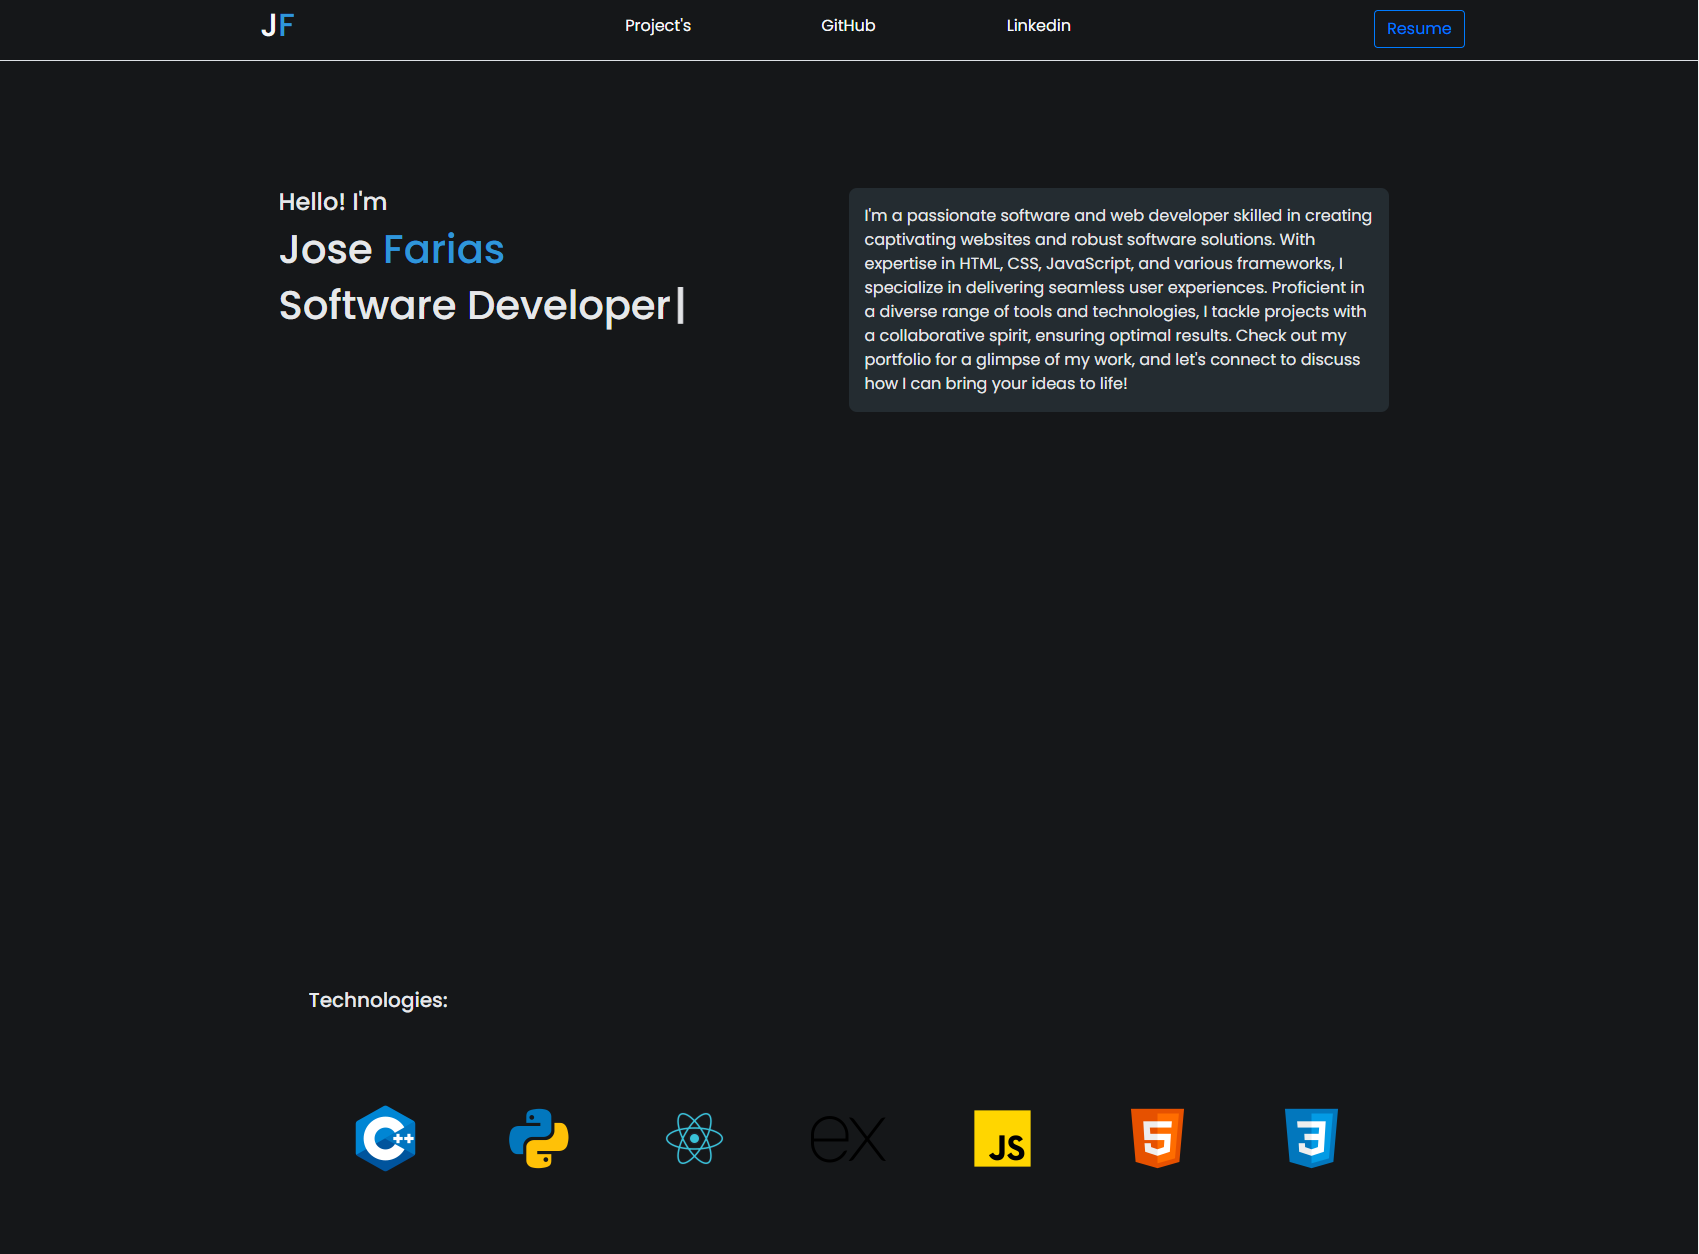 JF
Project's
GitHub
Linkedin
Resume
Hello! I'm
Jose Farias
Software Developer|
I'm a passionate software and web developer skilled in creating
captivating websites and robust software solutions. With
expertise in HTML, CSS, JavaScript, and various frameworks, I
specialize in delivering seamless user experiences. Proficient in
a diverse range of tools and technologies, I tackle projects with
a collaborative spirit, ensuring optimal results. Check out my
portfolio for a glimpse of my work, and let's connect to discuss
how I can bring your ideas to life!
Technologies:
C++
ex
JS
5
3